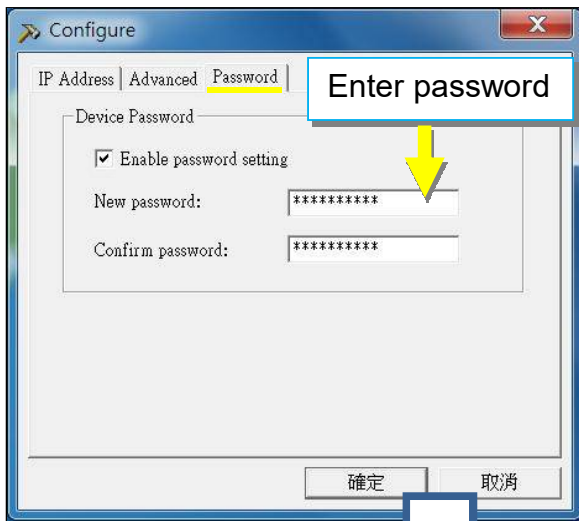 Configure
IP Address Advanced Password
Enter password
Device Password
Enable password setting
New password: **********
Confirm password: **********
確定 取消